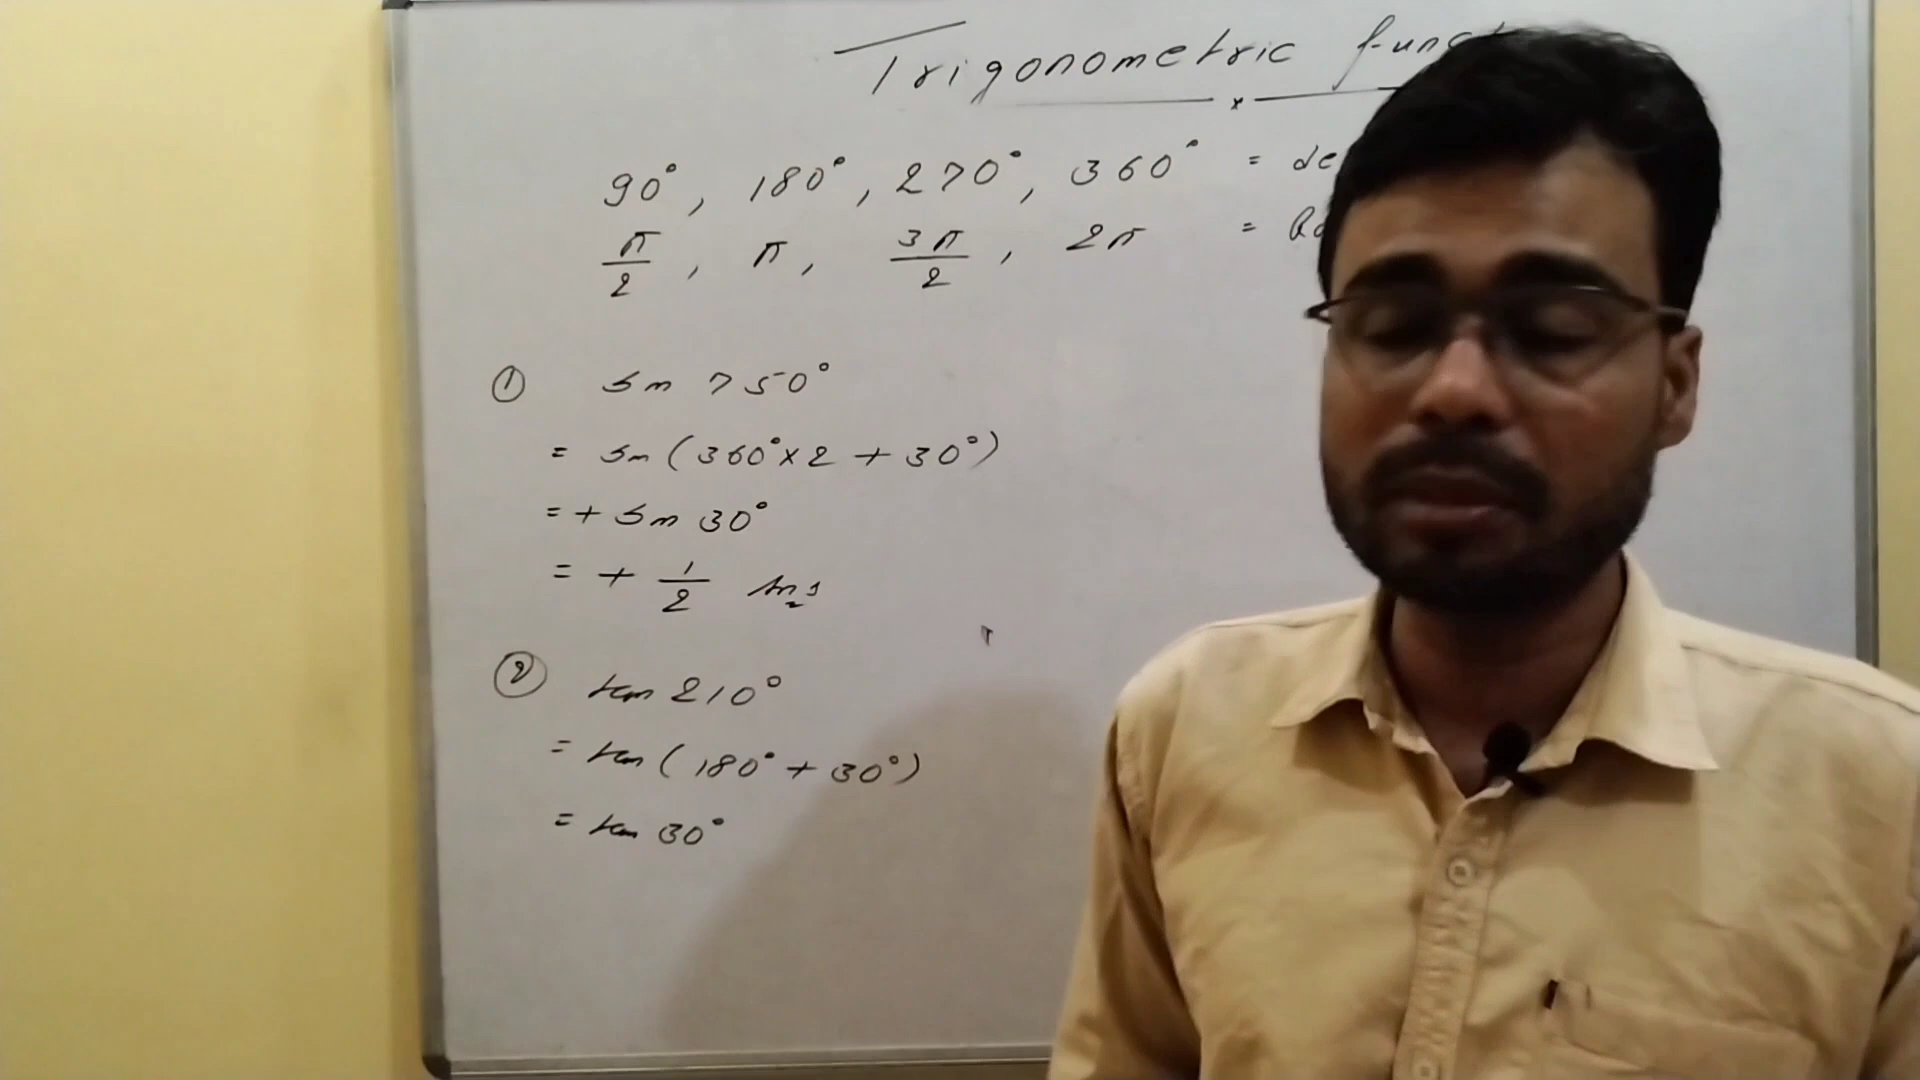 Trigonometric funct
90°, 180°, 270°, 360° = de
π/2, π, 3π/2, 2π = Ra
① sin 750°
= sin (360° × 2 + 30°)
= + sin 30°
= + 1/2 Ans
② tan 210°
= tan (180° + 30°)
= tan 30°